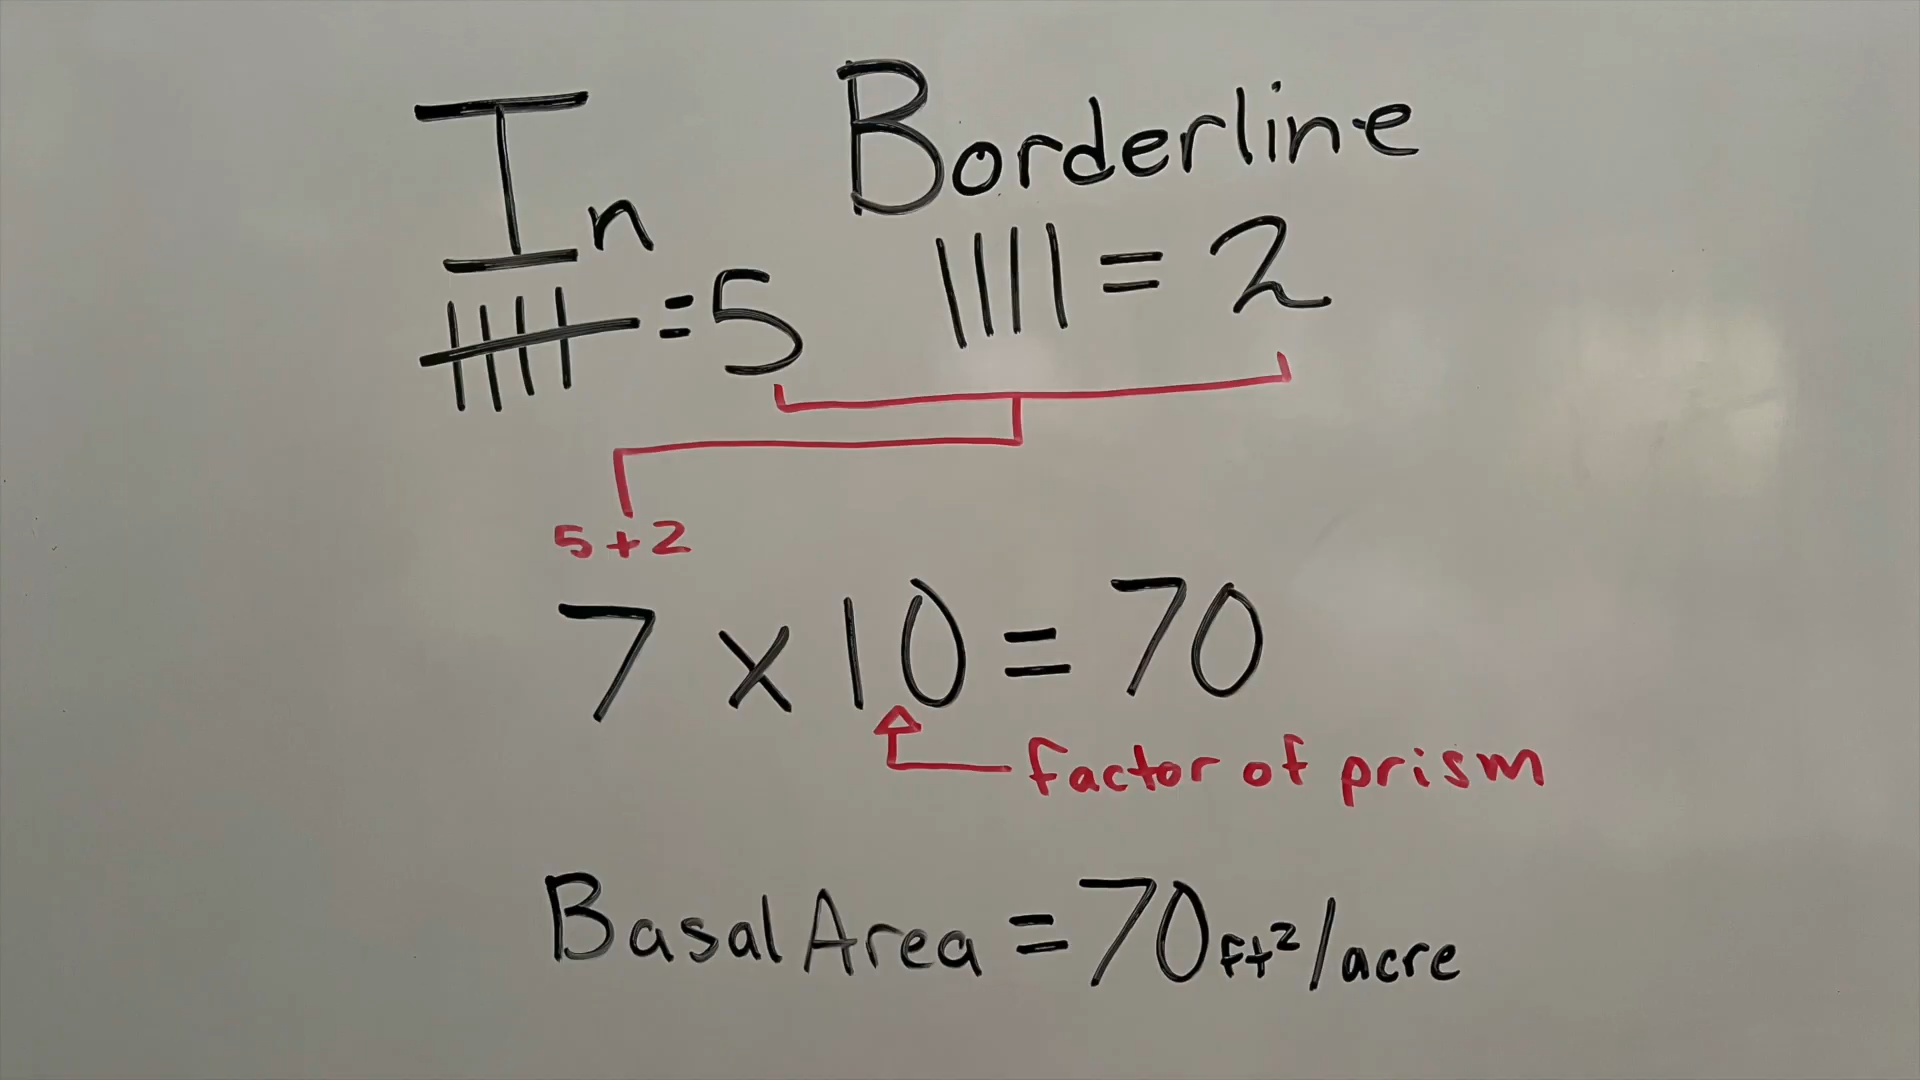 In Borderline
= 5 |||| = 2
5 + 2
7 x 10 = 70
factor of prism
Basal Area = 70 ft²/acre